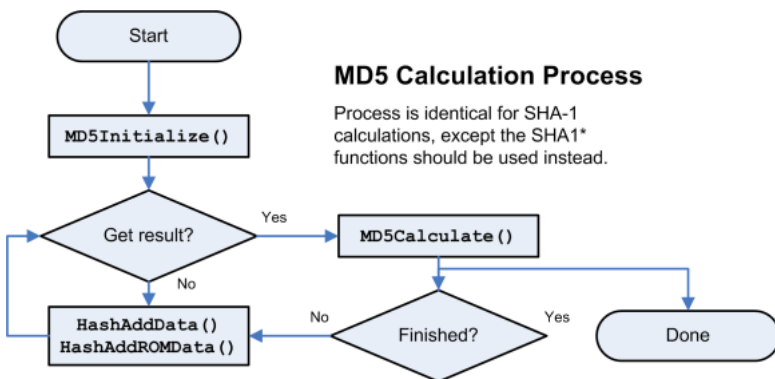 Start
MD5 Calculation Process
Process is identical for SHA-1
calculations, except the SHA1*
functions should be used instead.
MD5Initialize()
Get result?
Yes
MD5Calculate()
No
HashAddData()
HashAddROMData()
No
Finished?
Yes
Done